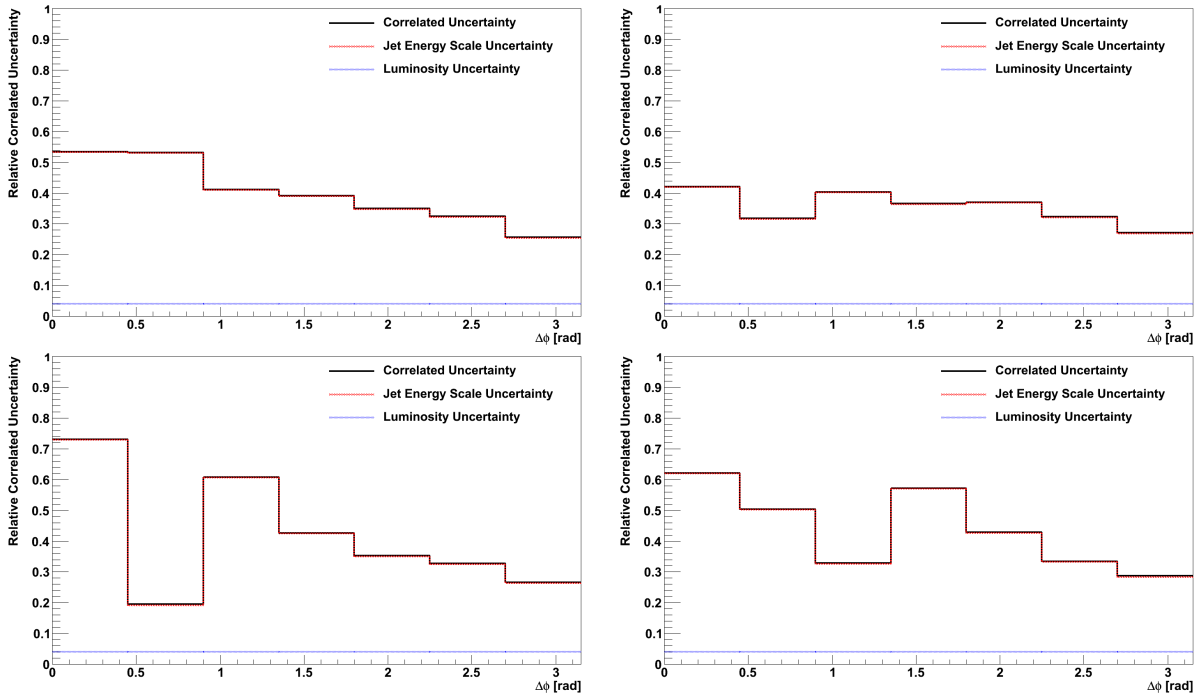 Relative Correlated Uncertainty
1
0.9
0.8
0.7
0.6
0.5
0.4
0.3
0.2
0.1
0
Correlated Uncertainty
Jet Energy Scale Uncertainty
Luminosity Uncertainty
0 0.5 1 1.5 2 2.5 3
Δϕ [rad]
Relative Correlated Uncertainty
1
0.9
0.8
0.7
0.6
0.5
0.4
0.3
0.2
0.1
0
Correlated Uncertainty
Jet Energy Scale Uncertainty
Luminosity Uncertainty
0 0.5 1 1.5 2 2.5 3
Δϕ [rad]
Relative Correlated Uncertainty
1
0.9
0.8
0.7
0.6
0.5
0.4
0.3
0.2
0.1
0
Correlated Uncertainty
Jet Energy Scale Uncertainty
Luminosity Uncertainty
0 0.5 1 1.5 2 2.5 3
Δϕ [rad]
Relative Correlated Uncertainty
1
0.9
0.8
0.7
0.6
0.5
0.4
0.3
0.2
0.1
0
Correlated Uncertainty
Jet Energy Scale Uncertainty
Luminosity Uncertainty
0 0.5 1 1.5 2 2.5 3
Δϕ [rad]